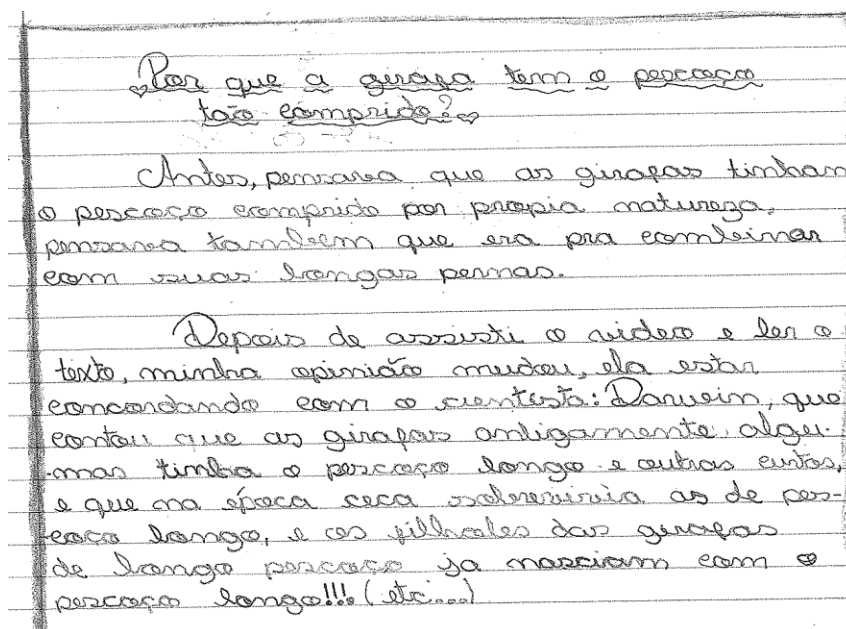 Por que a girafa tem o pescoço
tão comprido?
Antes, pensava que as girafas tinham
o pescoço comprido por propia natureza,
pensava tambem que era pra combinar
com suas longas pernas.
Depois de assisti o video e ler o
texto, minha opinião mudou, ela estar
concordando com o cientista: Darwin, que
contou que as girafas antigamente algu-
mas tinha o pescoço longo e outras curtos,
e que na época seca sobrevivia as de pes-
coço longo, e os filhotes das girafas
de longo pescoço ja nasciam com o
pescoço longo!!! (etc...)